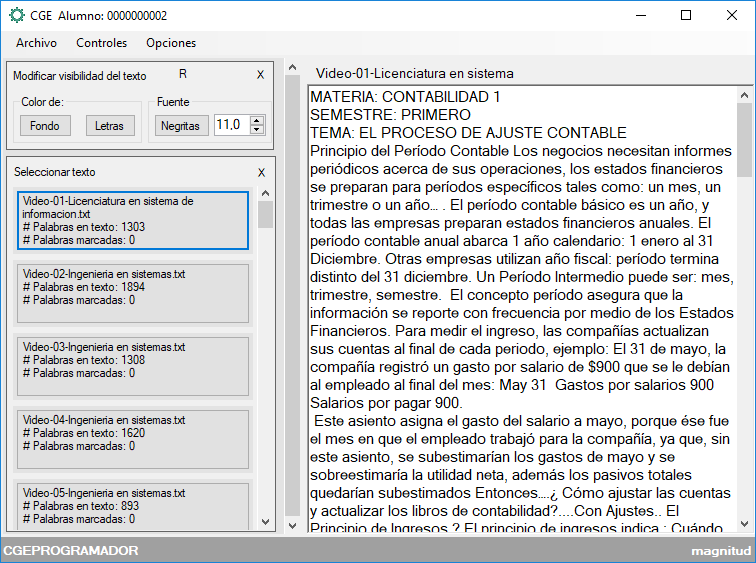 CGE Alumno: 0000000002
Archivo Controles Opciones
Modificar visibilidad del texto R X
Color de:
Fondo Letras
Fuente
Negritas 11,0
Seleccionar texto X
Video-01-Licenciatura en sistema de
informacion.txt
# Palabras en texto: 1303
# Palabras marcadas: 0
Video-02-Ingenieria en sistemas.txt
# Palabras en texto: 1894
# Palabras marcadas: 0
Video-03-Ingenieria en sistemas.txt
# Palabras en texto: 1308
# Palabras marcadas: 0
Video-04-Ingenieria en sistemas.txt
# Palabras en texto: 1620
# Palabras marcadas: 0
Video-05-Ingenieria en sistemas.txt
# Palabras en texto: 893
# Palabras marcadas: 0
Video-01-Licenciatura en sistema
MATERIA: CONTABILIDAD 1
SEMESTRE: PRIMERO
TEMA: EL PROCESO DE AJUSTE CONTABLE
Principio del Período Contable Los negocios necesitan informes
periódicos acerca de sus operaciones, los estados financieros
se preparan para períodos específicos tales como: un mes, un
trimestre o un año... . El período contable básico es un año, y
todas las empresas preparan estados financieros anuales. El
período contable anual abarca 1 año calendario: 1 enero al 31
Diciembre. Otras empresas utilizan año fiscal: período termina
distinto del 31 diciembre. Un Período Intermedio puede ser: mes,
trimestre, semestre.  El concepto período asegura que la
información se reporte con frecuencia por medio de los Estados
Financieros. Para medir el ingreso, las compañías actualizan
sus cuentas al final de cada periodo, ejemplo: El 31 de mayo, la
compañía registró un gasto por salario de $900 que se le debían
al empleado al final del mes: May 31  Gastos por salarios 900
Salarios por pagar 900.
Este asiento asigna el gasto del salario a mayo, porque ése fue
el mes en que el empleado trabajó para la compañía, ya que, sin
este asiento, se subestimarían los gastos de mayo y se
sobreestimaría la utilidad neta, además los pasivos totales
quedarían subestimados Entonces....¿ Cómo ajustar las cuentas
y actualizar los libros de contabilidad?....Con Ajustes.. El
Principio de Ingresos ? El principio de ingresos indica : Cuándo
CGEPROGRAMADOR
magnitud